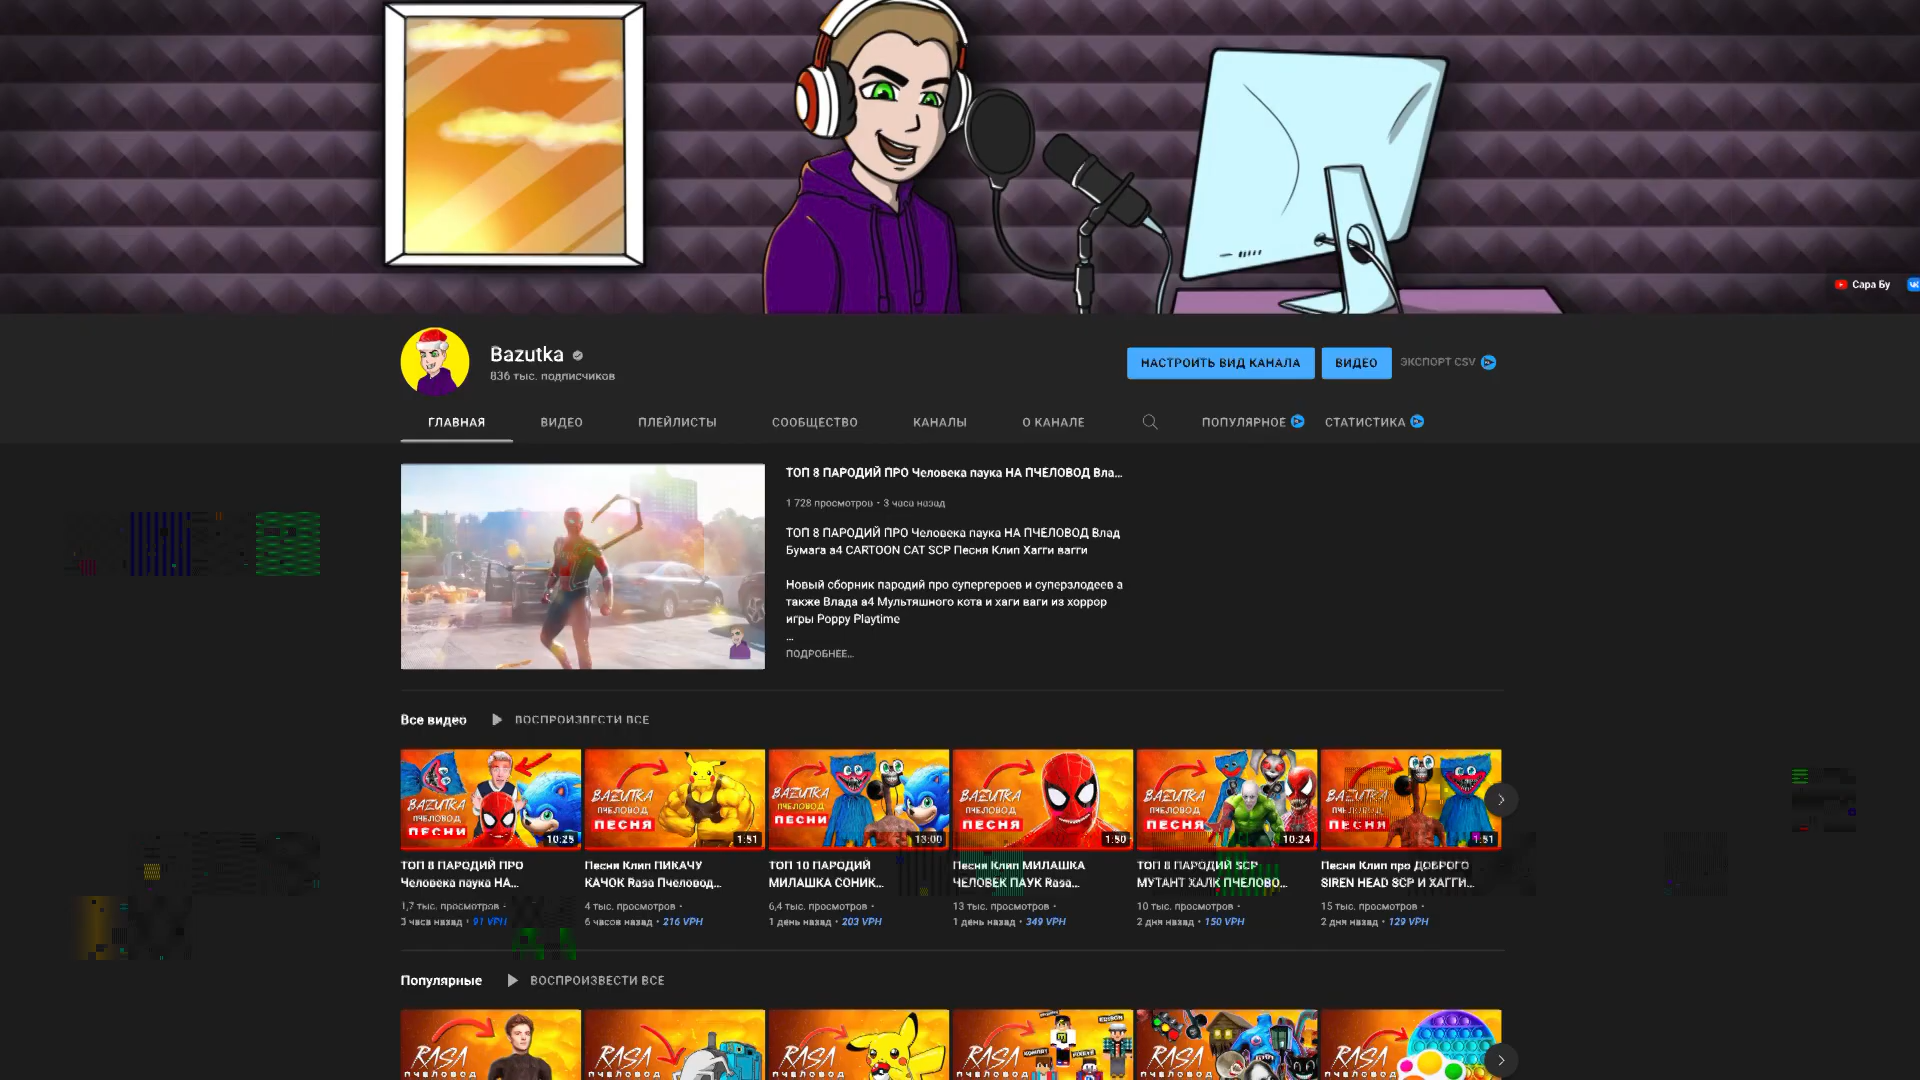 Сара Бу
Bazutka
836 тыс. подписчиков
НАСТРОИТЬ ВИД КАНАЛА
ВИДЕО
ЭКСПОРТ CSV
ГЛАВНАЯ
ВИДЕО
ПЛЕЙЛИСТЫ
СООБЩЕСТВО
КАНАЛЫ
О КАНАЛЕ
ПОПУЛЯРНОЕ
СТАТИСТИКА
ТОП 8 ПАРОДИЙ ПРО Человека паука НА ПЧЕЛОВОД Вла...
1 728 просмотров • 3 часа назад
ТОП 8 ПАРОДИЙ ПРО Человека паука НА ПЧЕЛОВОД Влад
Бумага а4 CARTOON CAT SCP Песня Клип Хагги вагги
Новый сборник пародий про супергероев и суперзлодеев а
также Влада а4 Мультяшного кота и хаги ваги из хоррор
игры Poppy Playtime
...
ПОДРОБНЕЕ...
Все видео
ВОСПРОИЗВЕСТИ ВСЕ
BAZUTKA
ПЧЕЛОВОД
ПЕСНИ
10:25
BAZUTKA
ПЧЕЛОВОД
ПЕСНЯ
1:51
BAZUTKA
ПЧЕЛОВОД
ПЕСНИ
13:00
BAZUTKA
ПЧЕЛОВОД
ПЕСНЯ
1:50
BAZUTKA
ПЧЕЛОВОД
ПЕСНЯ
10:24
BAZUTKA
ПЧЕЛОВОД
ПЕСНЯ
1:51
ТОП 8 ПАРОДИЙ ПРО
Человека паука НА...
1,7 тыс. просмотров •
3 часа назад • 91 VPH
Песня Клип ПИКАЧУ
КАЧОК Rasa Пчеловод...
4 тыс. просмотров •
6 часов назад • 216 VPH
ТОП 10 ПАРОДИЙ
МИЛАШКА СОНИК...
6,4 тыс. просмотров •
1 день назад • 203 VPH
Песня Клип МИЛАШКА
ЧЕЛОВЕК ПАУК Rasa...
13 тыс. просмотров •
1 день назад • 349 VPH
ТОП 8 ПАРОДИЙ SCP
МУТАНТ ХАЛК ПЧЕЛОВО...
10 тыс. просмотров •
2 дня назад • 150 VPH
Песня Клип про ДОБРОГО
SIREN HEAD SCP И ХАГГИ...
15 тыс. просмотров •
2 дня назад • 129 VPH
Популярные
ВОСПРОИЗВЕСТИ ВСЕ
RASA
ПЧЕЛОВОД
RASA
ПЧЕЛОВОД
RASA
ПЧЕЛОВОД
RASA
ПЧЕЛОВОД
RASA
ПЧЕЛОВОД
RASA
ПЧЕЛОВОД